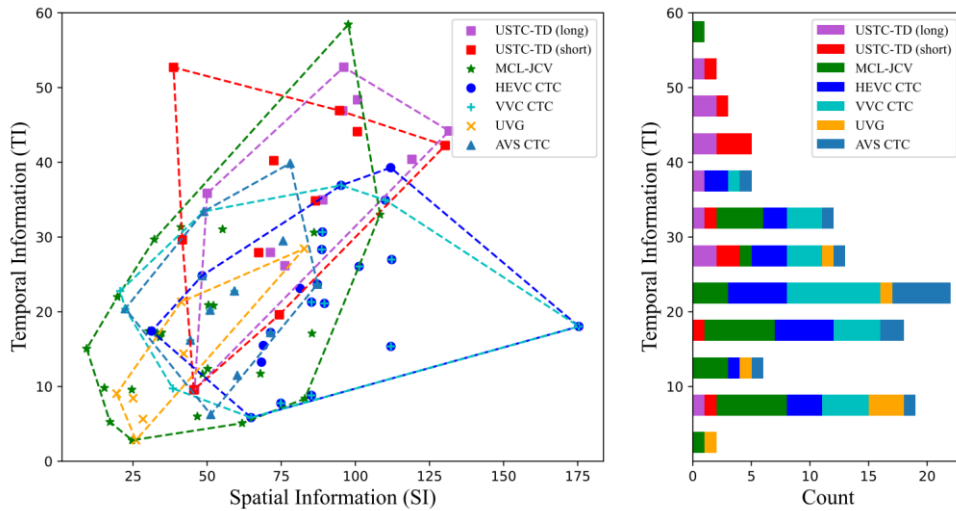 60
50
40
30
20
10
0
Temporal Information (TI)
25
50
75
100
125
150
175
Spatial Information (SI)
USTC-TD (long)
USTC-TD (short)
MCL-JCV
HEVC CTC
VVC CTC
UVG
AVS CTC
60
50
40
30
20
10
0
Temporal Information (TI)
0
5
10
15
20
Count
USTC-TD (long)
USTC-TD (short)
MCL-JCV
HEVC CTC
VVC CTC
UVG
AVS CTC